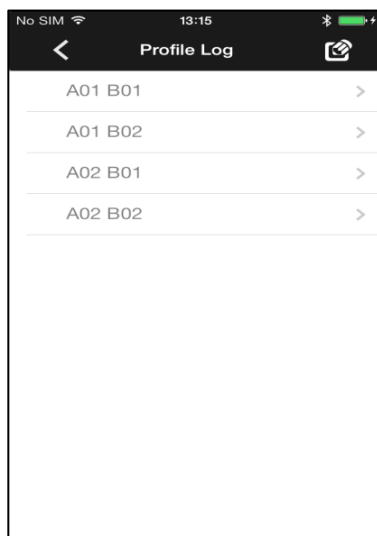 No SIM 13:15
Profile Log
A01 B01
A01 B02
A02 B01
A02 B02